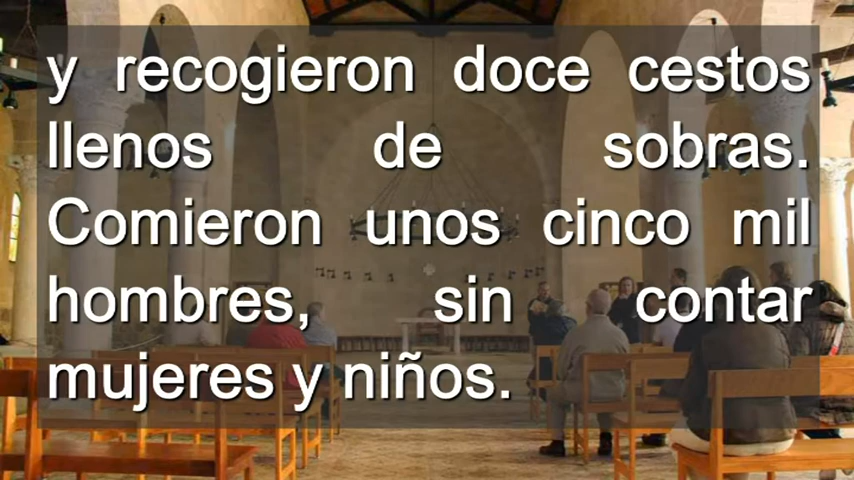 y recogieron doce cestos
llenos de sobras.
Comieron unos cinco mil
hombres, sin contar
mujeres y niños.